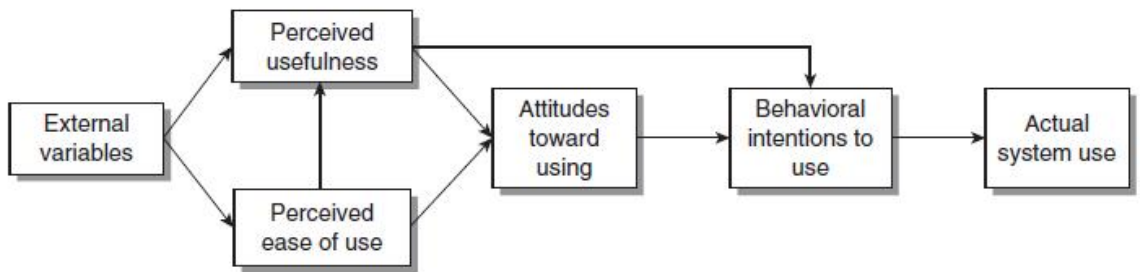 Perceived
usefulness
External
variables
Perceived
ease of use
Attitudes
toward
using
Behavioral
intentions to
use
Actual
system use